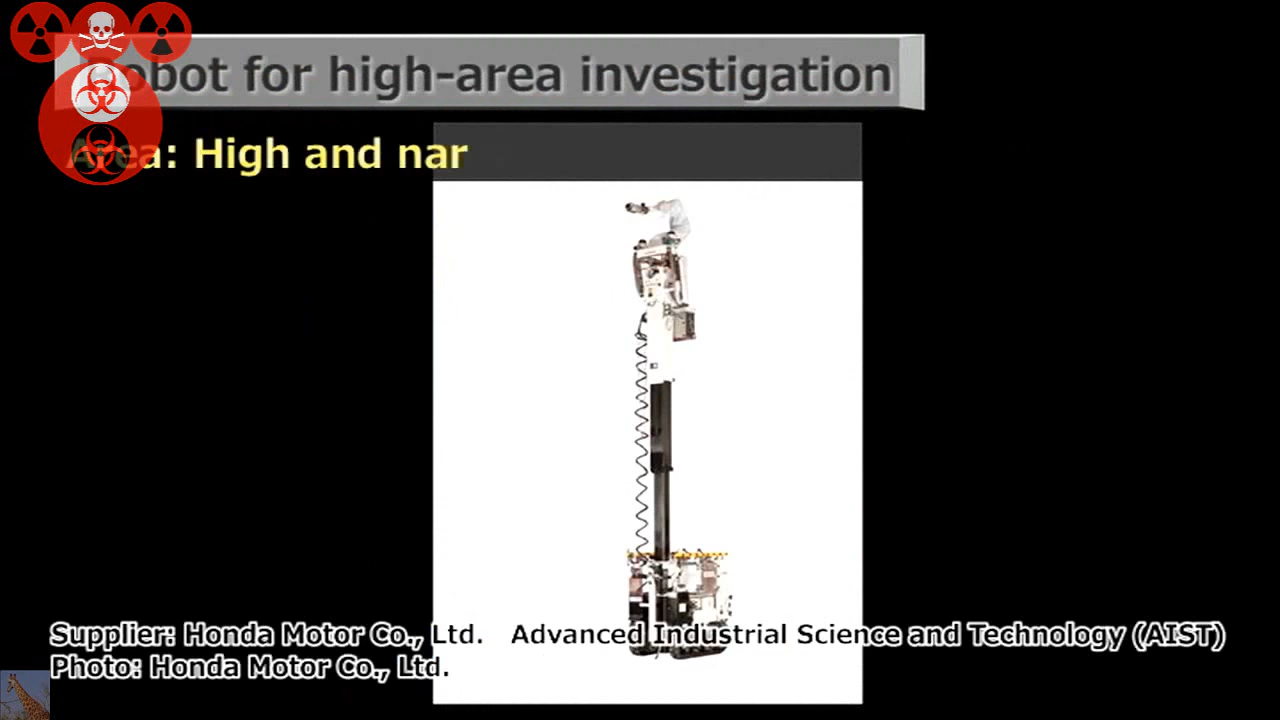 obot for high-area investigation
Area: High and nar
Supplier: Honda Motor Co., Ltd.   Advanced Industrial Science and Technology (AIST)
Photo: Honda Motor Co., Ltd.